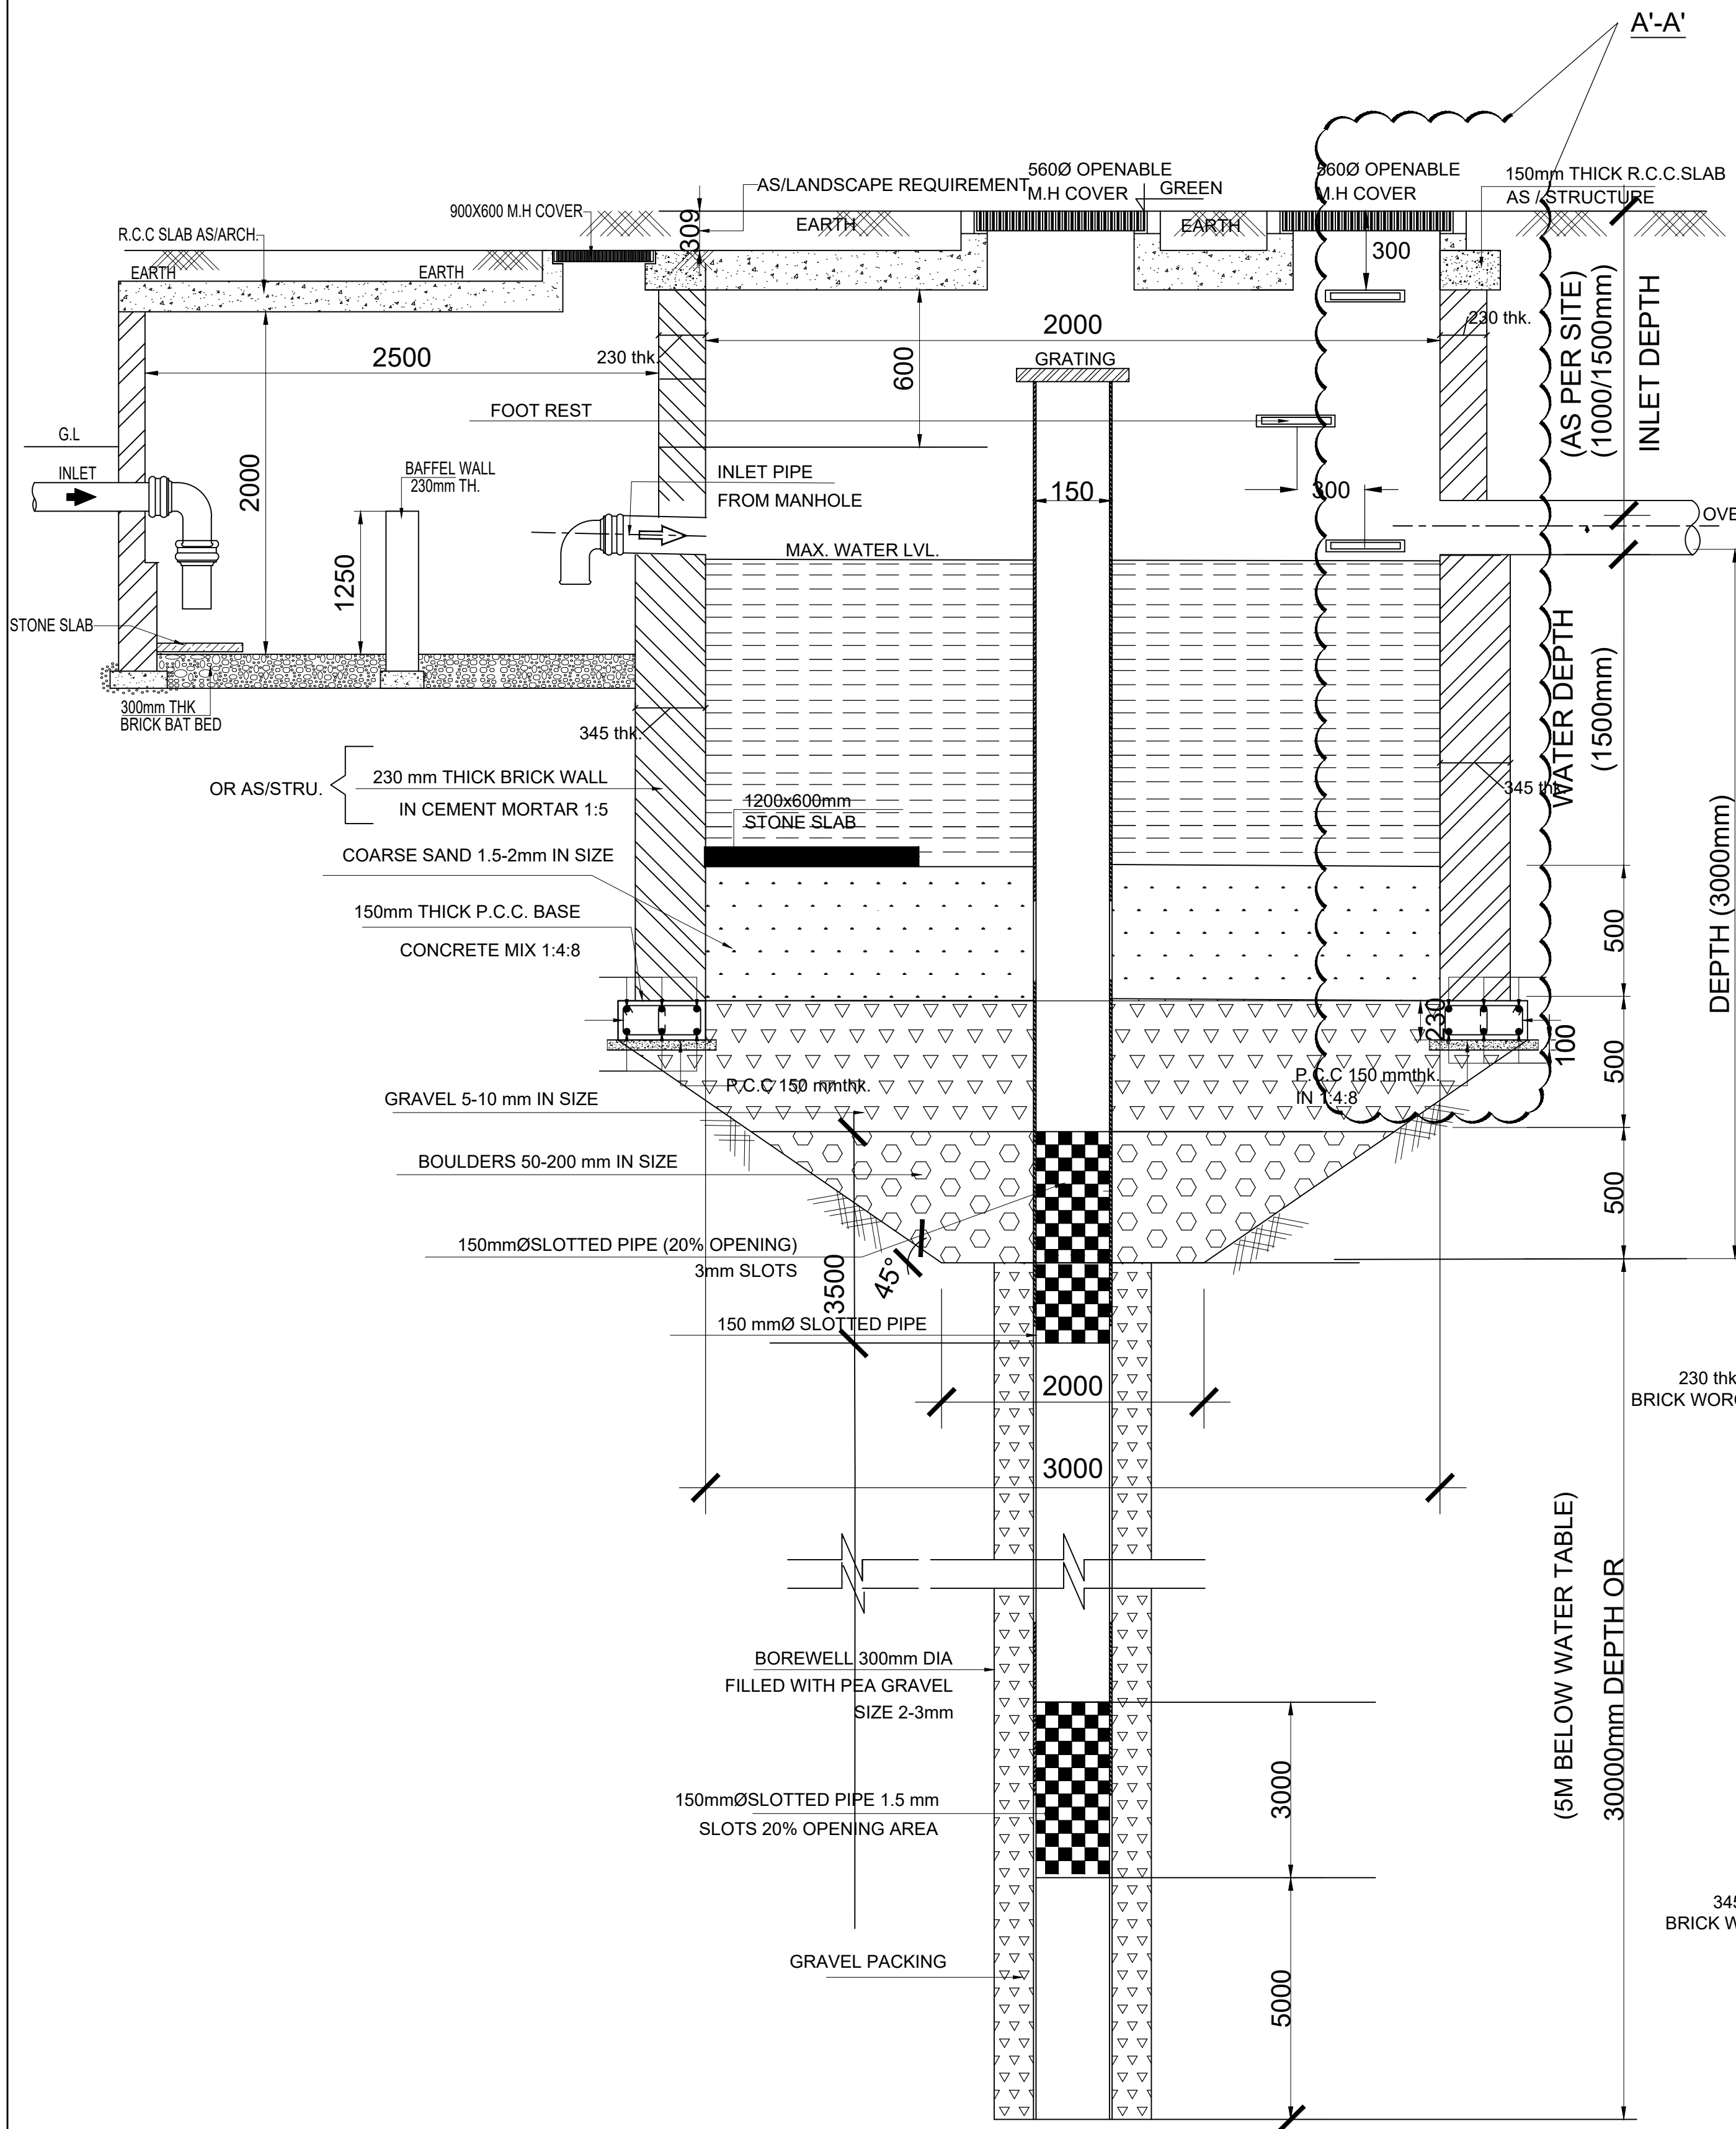 A'-A'
560Ø OPENABLE
M.H COVER
GREEN
560Ø OPENABLE
M.H COVER
150mm THICK R.C.C.SLAB
AS / STRUCTURE
AS/LANDSCAPE REQUIREMENT
900X600 M.H COVER
309
EARTH
EARTH
R.C.C SLAB AS/ARCH.
EARTH
EARTH
300
(AS PER SITE)
(1000/1500mm)
INLET DEPTH
2000
230 thk.
230 thk.
2500
600
GRATING
FOOT REST
G.L
INLET
2000
BAFFEL WALL
230mm TH.
INLET PIPE
FROM MANHOLE
150
300
OVE
MAX. WATER LVL.
1250
STONE SLAB
300mm THK
BRICK BAT BED
WATER DEPTH
(1500mm)
345 thk.
OR AS/STRU.
230 mm THICK BRICK WALL
IN CEMENT MORTAR 1:5
345 thk
1200x600mm
STONE SLAB
DEPTH (3000mm)
COARSE SAND 1.5-2mm IN SIZE
500
150mm THICK P.C.C. BASE
CONCRETE MIX 1:4:8
230
100
500
P.C.C 150 mmthk.
P.C.C 150 mmthk.
IN 1:4:8
GRAVEL 5-10 mm IN SIZE
BOULDERS 50-200 mm IN SIZE
500
150mmØSLOTTED PIPE (20% OPENING)
3mm SLOTS
45°
3500
150 mmØ SLOTTED PIPE
2000
230 thk
BRICK WOR
3000
(5M BELOW WATER TABLE)
30000mm DEPTH OR
BOREWELL 300mm DIA
FILLED WITH PEA GRAVEL
SIZE 2-3mm
3000
150mmØSLOTTED PIPE 1.5 mm
SLOTS 20% OPENING AREA
345
BRICK W
GRAVEL PACKING
5000